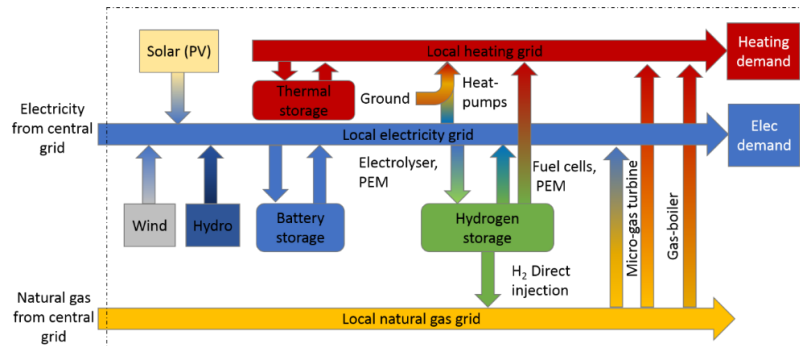 Solar (PV)
Local heating grid
Heating
demand
Thermal
storage
Ground
Heat-
pumps
Electricity
from central
grid
Local electricity grid
Elec
demand
Electrolyser,
PEM
Fuel cells,
PEM
Wind
Hydro
Battery
storage
Hydrogen
storage
Micro-gas turbine
Gas-boiler
H₂ Direct
injection
Natural gas
from central
grid
Local natural gas grid